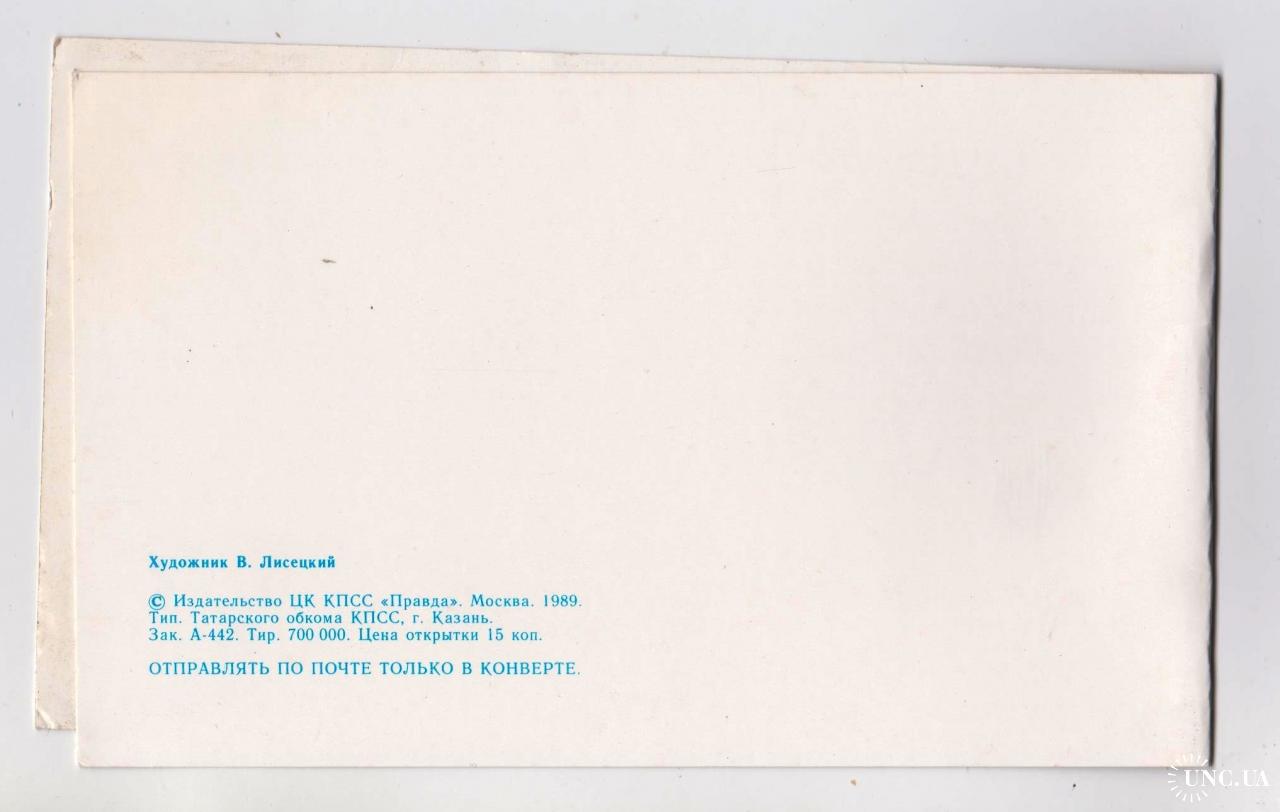 Художник В. Лисецкий
© Издательство ЦК КПСС «Правда». Москва. 1989.
Тип. Татарского обкома КПСС, г. Казань.
Зак. А-442. Тир. 700 000. Цена открытки 15 коп.
ОТПРАВЛЯТЬ ПО ПОЧТЕ ТОЛЬКО В КОНВЕРТЕ.
UNC.UA